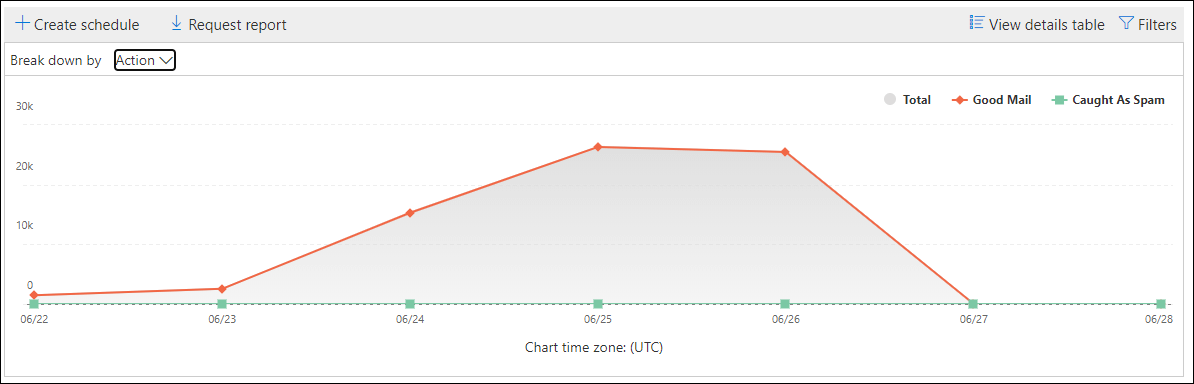 Create schedule Request report View details table Filters
Break down by Action
Total Good Mail Caught As Spam
30k
20k
10k
0
06/22 06/23 06/24 06/25 06/26 06/27 06/28
Chart time zone: (UTC)